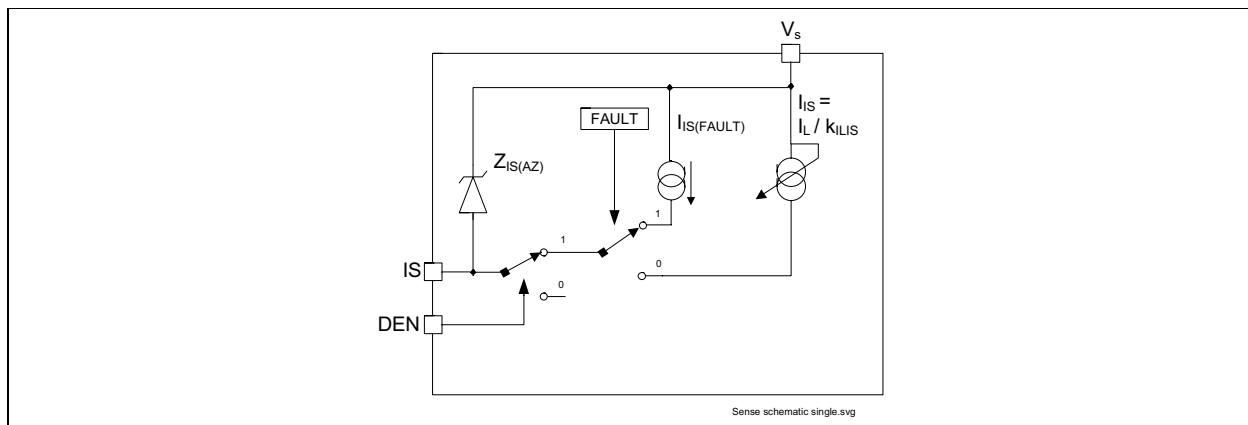 Vs
IIS =
IL / kILIS
FAULT
IIS(FAULT)
ZIS(AZ)
1
1
IS
0
0
DEN
Sense schematic single.svg